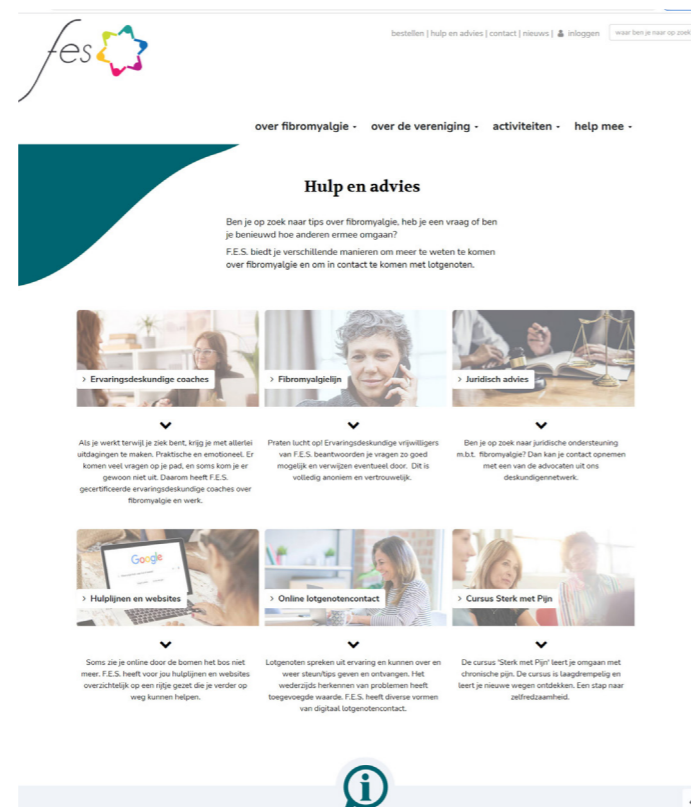 fes
bestellen | hulp en advies | contact | nieuws | inloggen
waar ben je naar op zoek
over fibromyalgie - over de vereniging - activiteiten - help mee -
Hulp en advies
Ben je op zoek naar tips over fibromyalgie, heb je een vraag of ben
je benieuwd hoe anderen ermee omgaan?
F.E.S. biedt je verschillende manieren om meer te weten te komen
over fibromyalgie en om in contact te komen met lotgenoten.
> Ervaringsdeskundige coaches
Als je werkt terwijl je ziek bent, krijg je met allerlei
uitdagingen te maken. Praktische en emotioneel. Er
komen veel vragen op je pad, en soms kom je er
gewoon niet uit. Daarom heeft F.E.S.
gecertificeerde ervaringsdeskundige coaches over
fibromyalgie en werk.
> Fibromyalgielijn
Praten lucht op! Ervaringsdeskundige vrijwilligers
van F.E.S. beantwoorden je vragen zo goed
mogelijk en verwijzen eventueel door. Dit is
volledig anoniem en vertrouwelijk.
> Juridisch advies
Ben je op zoek naar juridische ondersteuning
m.b.t. fibromyalgie? Dan kan je contact opnemen
met een van de advocaten uit ons
deskundigennetwerk.
Google
> Hulplijnen en websites
Soms zie je online door de bomen het bos niet
meer. F.E.S. heeft voor jou hulplijnen en websites
overzichtelijk op een rijtje gezet die je verder op
weg kunnen helpen.
> Online lotgenotencontact
Lotgenoten spreken uit ervaring en kunnen over en
weer steun/tips geven en ontvangen. Het
wederzijds herkennen van problemen heeft
toegevoegde waarde. F.E.S. heeft diverse vormen
van digitaal lotgenotencontact.
> Cursus Sterk met Pijn
De cursus 'Sterk met Pijn' leert je omgaan met
chronische pijn. De cursus is laagdrempelig en
leert je nieuwe wegen ontdekken. Een stap naar
zelfredzaamheid.
i